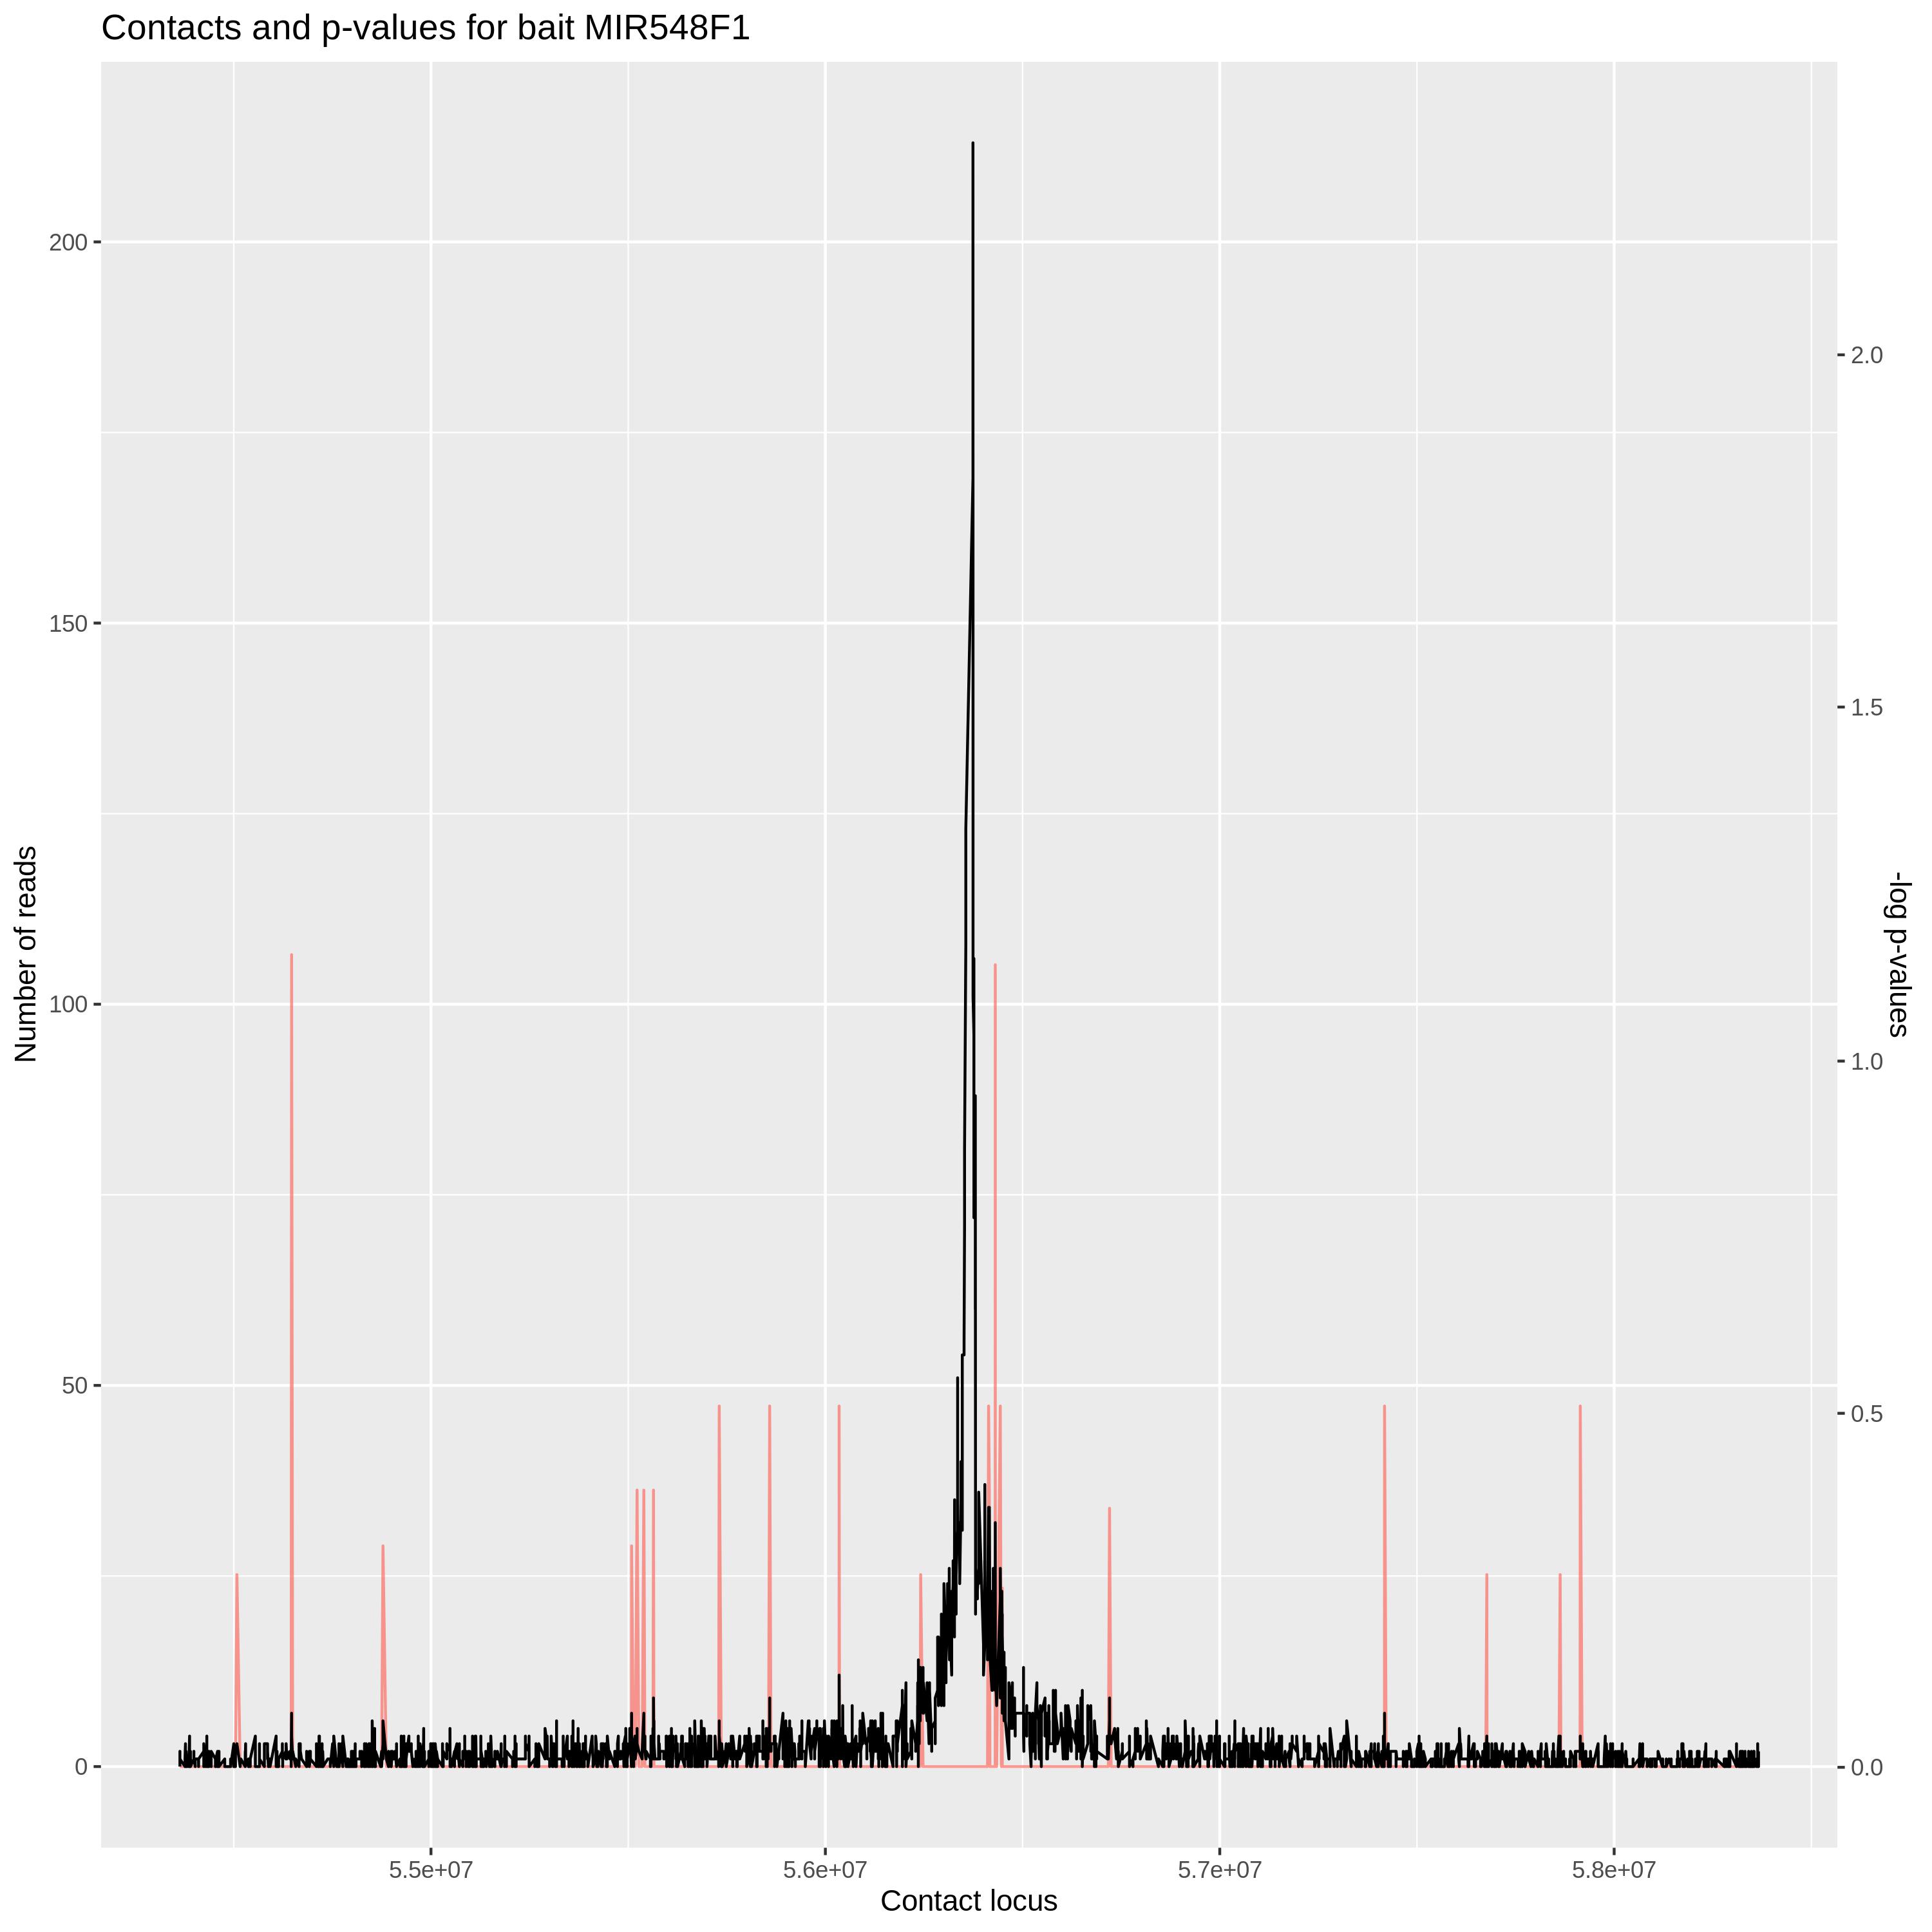 Contacts and p-values for bait MIR548F1
200
150
100
50
0
Number of reads
2.0
1.5
1.0
0.5
0.0
-log p-values
5.5e+07
5.6e+07
5.7e+07
5.8e+07
Contact locus